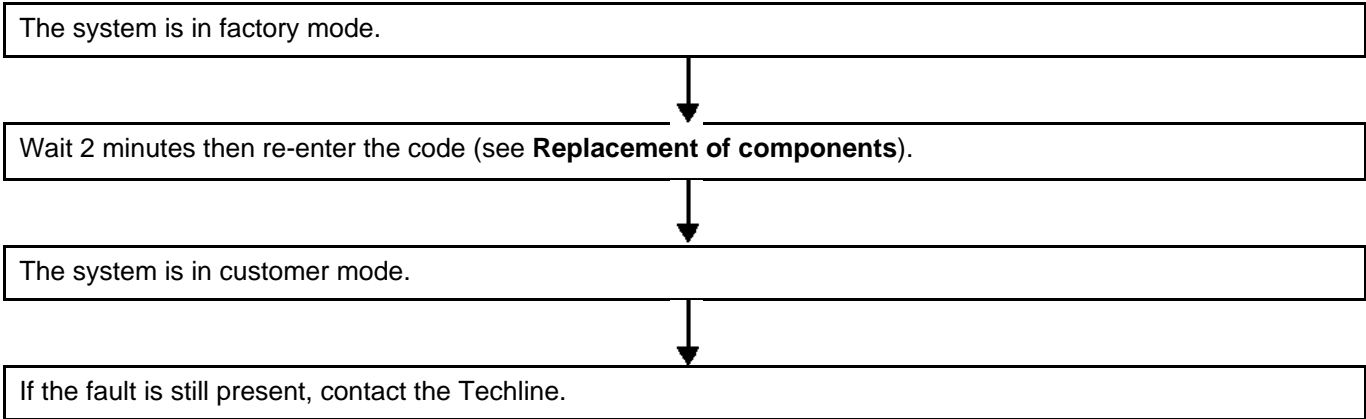 The system is in factory mode.
Wait 2 minutes then re-enter the code (see Replacement of components).
The system is in customer mode.
If the fault is still present, contact the Techline.